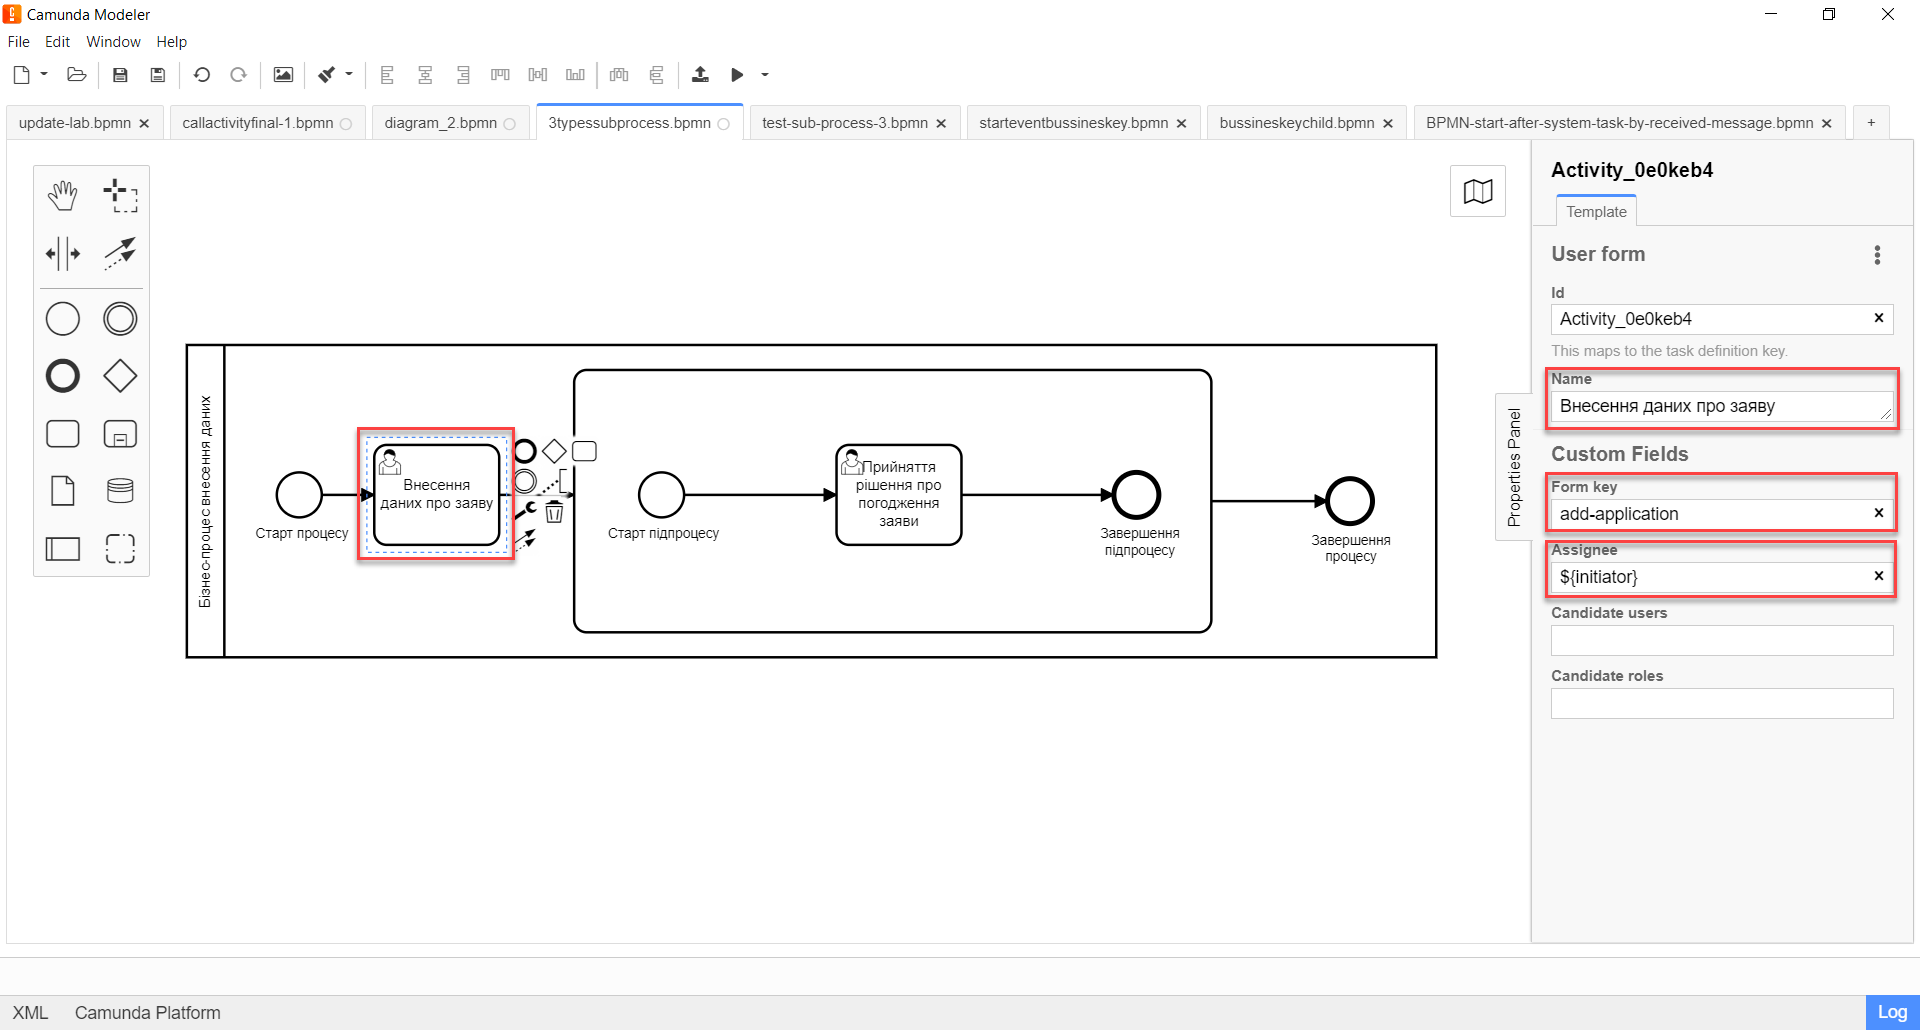 Camunda Modeler
File Edit Window Help
update-lab.bpmn callactivityfinal-1.bpmn diagram_2.bpmn 3typessubprocess.bpmn test-sub-process-3.bpmn starteventbussineskey.bpmn bussineskeychild.bpmn BPMN-start-after-system-task-by-received-message.bpmn +
Бізнес-процес внесення даних
Старт процесу
Внесення
даних про заяву
Старт підпроцесу
Прийняття
рішення про
погодження
заяви
Завершення
підпроцесу
Завершення
процесу
Properties Panel
Activity_0e0keb4
Template
User form
Id
Activity_0e0keb4
This maps to the task definition key.
Name
Внесення даних про заяву
Custom Fields
Form key
add-application
Assignee
${initiator}
Candidate users
Candidate roles
XML Camunda Platform
Log